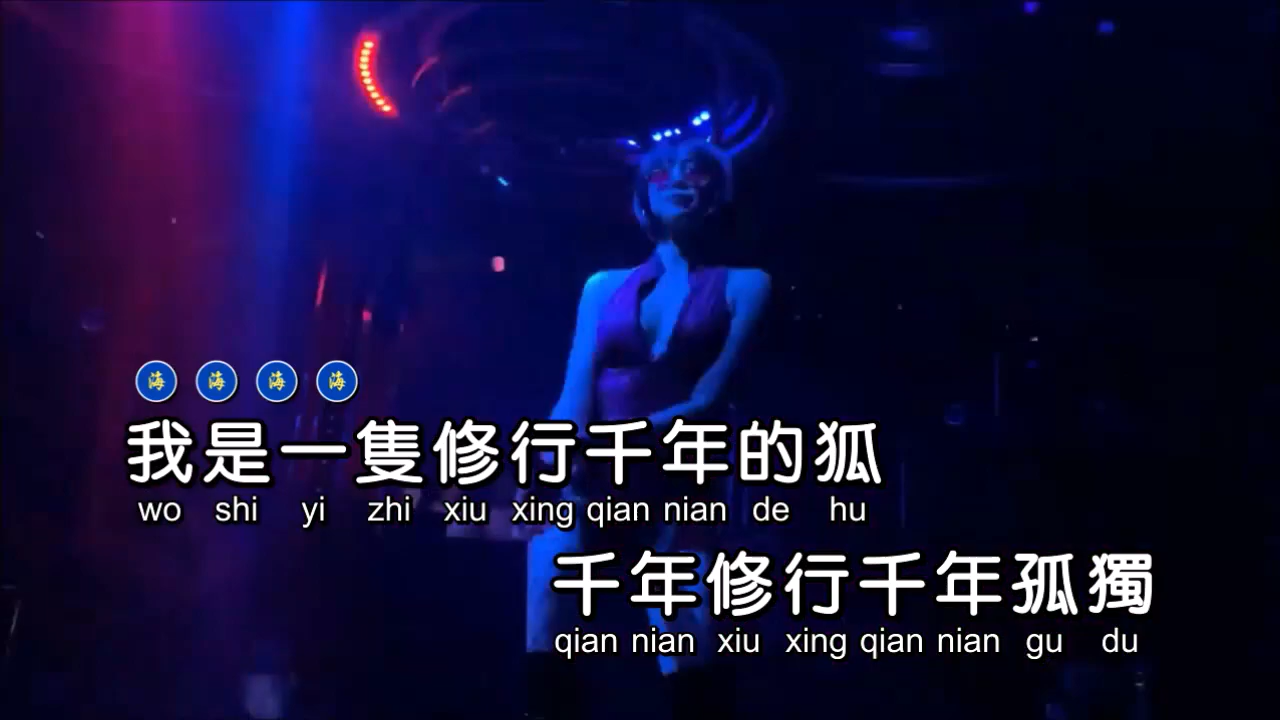 海 海 海 海
我是一隻修行千年的狐
wo shi yi zhi xiu xing qian nian de hu
千年修行千年孤獨
qian nian xiu xing qian nian gu du